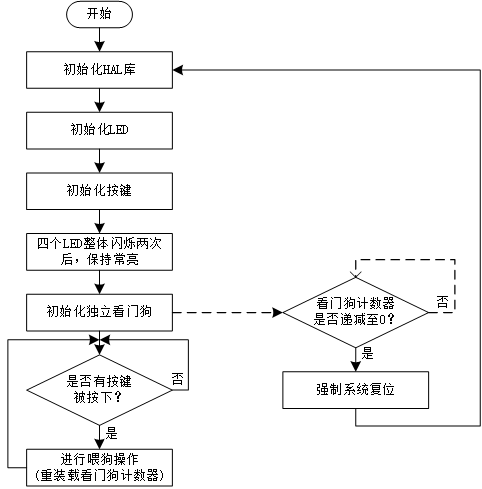 开始
初始化HAL库
初始化LED
初始化按键
四个LED整体闪烁两次
后，保持常亮
初始化独立看门狗
看门狗计数器
是否递减至0？
否
是
强制系统复位
是否有按键
被按下？
否
是
进行喂狗操作
(重装载看门狗计数器)